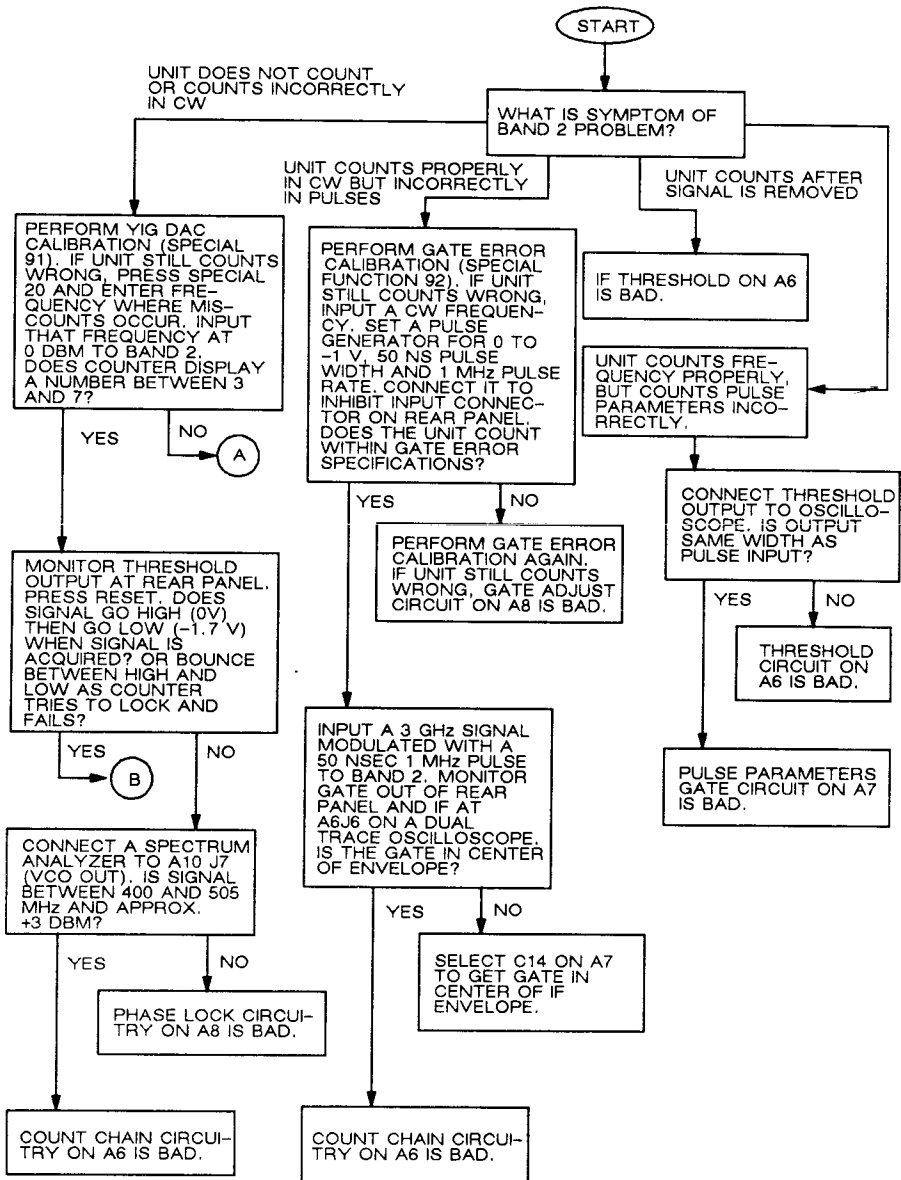 START
WHAT IS SYMPTOM OF
BAND 2 PROBLEM?
UNIT DOES NOT COUNT
OR COUNTS INCORRECTLY
IN CW
UNIT COUNTS PROPERLY
IN CW BUT INCORRECTLY
IN PULSES
UNIT COUNTS AFTER
SIGNAL IS REMOVED
PERFORM YIG DAC
CALIBRATION (SPECIAL
91). IF UNIT STILL COUNTS
WRONG, PRESS SPECIAL
20 AND ENTER FRE-
QUENCY WHERE MIS-
COUNTS OCCUR. INPUT
THAT FREQUENCY AT
0 DBM TO BAND 2.
DOES COUNTER DISPLAY
A NUMBER BETWEEN 3
AND 7?
YES
NO
A
MONITOR THRESHOLD
OUTPUT AT REAR PANEL.
PRESS RESET. DOES
SIGNAL GO HIGH (0V)
THEN GO LOW (–1.7 V)
WHEN SIGNAL IS
ACQUIRED? OR BOUNCE
BETWEEN HIGH AND
LOW AS COUNTER
TRIES TO LOCK AND
FAILS?
YES
NO
B
CONNECT A SPECTRUM
ANALYZER TO A10 J7
(VCO OUT). IS SIGNAL
BETWEEN 400 AND 505
MHz AND APPROX.
+3 DBM?
YES
NO
PHASE LOCK CIRCUI-
TRY ON A8 IS BAD.
COUNT CHAIN CIRCUI-
TRY ON A6 IS BAD.
PERFORM GATE ERROR
CALIBRATION (SPECIAL
FUNCTION 92). IF UNIT
STILL COUNTS WRONG,
INPUT A CW FREQUEN-
CY. SET A PULSE
GENERATOR FOR 0 TO
–1 V, 50 NS PULSE
WIDTH AND 1 MHz PULSE
RATE. CONNECT IT TO
INHIBIT INPUT CONNEC-
TOR ON REAR PANEL.
DOES THE UNIT COUNT
WITHIN GATE ERROR
SPECIFICATIONS?
YES
NO
PERFORM GATE ERROR
CALIBRATION AGAIN.
IF UNIT STILL COUNTS
WRONG, GATE ADJUST
CIRCUIT ON A8 IS BAD.
INPUT A 3 GHz SIGNAL
MODULATED WITH A
50 NSEC 1 MHz PULSE
TO BAND 2. MONITOR
GATE OUT OF REAR
PANEL AND IF AT
A6J6 ON A DUAL
TRACE OSCILLOSCOPE.
IS THE GATE IN CENTER
OF ENVELOPE?
YES
NO
SELECT C14 ON A7
TO GET GATE IN
CENTER OF IF
ENVELOPE.
COUNT CHAIN CIRCUI-
TRY ON A6 IS BAD.
IF THRESHOLD ON A6
IS BAD.
UNIT COUNTS FRE-
QUENCY PROPERLY,
BUT COUNTS PULSE
PARAMETERS INCO-
RRECTLY.
CONNECT THRESHOLD
OUTPUT TO OSCILLO-
SCOPE. IS OUTPUT
SAME WIDTH AS
PULSE INPUT?
YES
NO
THRESHOLD
CIRCUIT ON
A6 IS BAD.
PULSE PARAMETERS
GATE CIRCUIT ON A7
IS BAD.